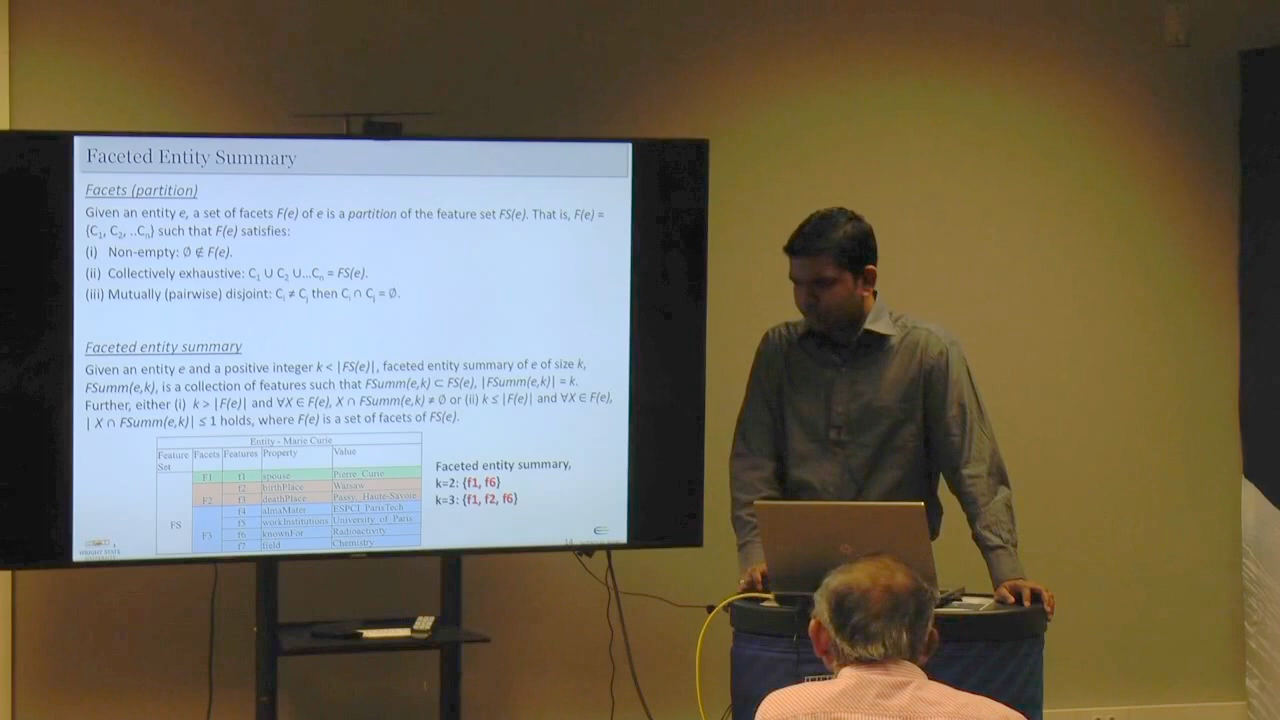 Faceted Entity Summary
Facets (partition)
Given an entity e, a set of facets F(e) of e is a partition of the feature set FS(e). That is, F(e) =
{C1, C2, ..Cn} such that F(e) satisfies:
(i) Non-empty: ∅ ∉ F(e).
(ii) Collectively exhaustive: C1 ∪ C2 ∪...Cn = FS(e).
(iii) Mutually (pairwise) disjoint: Ci ≠ Cj then Ci ∩ Cj = ∅.
Faceted entity summary
Given an entity e and a positive integer k < |FS(e)|, faceted entity summary of e of size k,
FSumm(e,k), is a collection of features such that FSumm(e,k) ⊂ FS(e), |FSumm(e,k)| = k.
Further, either (i) k > |F(e)| and ∀X ∈ F(e), X ∩ FSumm(e,k) ≠ ∅ or (ii) k ≤ |F(e)| and ∀X ∈ F(e),
| X ∩ FSumm(e,k)| ≤ 1 holds, where F(e) is a set of facets of FS(e).
Entity - Marie Curie
Feature Set Facets Features Property Value
FS
F1 f1 spouse Pierre_Curie
f2 birthPlace Warsaw
F2 f3 deathPlace Passy,_Haute-Savoie
f4 almaMater ESPCI_ParisTech
f5 workInstitutions University_of_Paris
F3 f6 knownFor Radioactivity
f7 field Chemistry
Faceted entity summary,
k=2: {f1, f6}
k=3: {f1, f2, f6}
WRIGHT STATE
UNIVERSITY
14